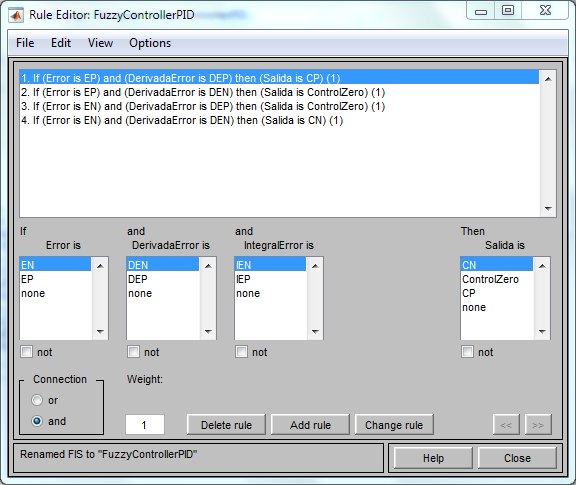 Rule Editor: FuzzyControllerPID
File Edit View Options
1. If (Error is EP) and (DerivadaError is DEP) then (Salida is CP) (1)
2. If (Error is EP) and (DerivadaError is DEN) then (Salida is ControlZero) (1)
3. If (Error is EN) and (DerivadaError is DEP) then (Salida is ControlZero) (1)
4. If (Error is EN) and (DerivadaError is DEN) then (Salida is CN) (1)
If and and Then
Error is DerivadaError is IntegralError is Salida is
EN DEN IEN CN
EP DEP IEP ControlZero
none none none CP
none
not not not not
Connection Weight:
or
and 1 Delete rule Add rule Change rule << >>
Renamed FIS to "FuzzyControllerPID" Help Close